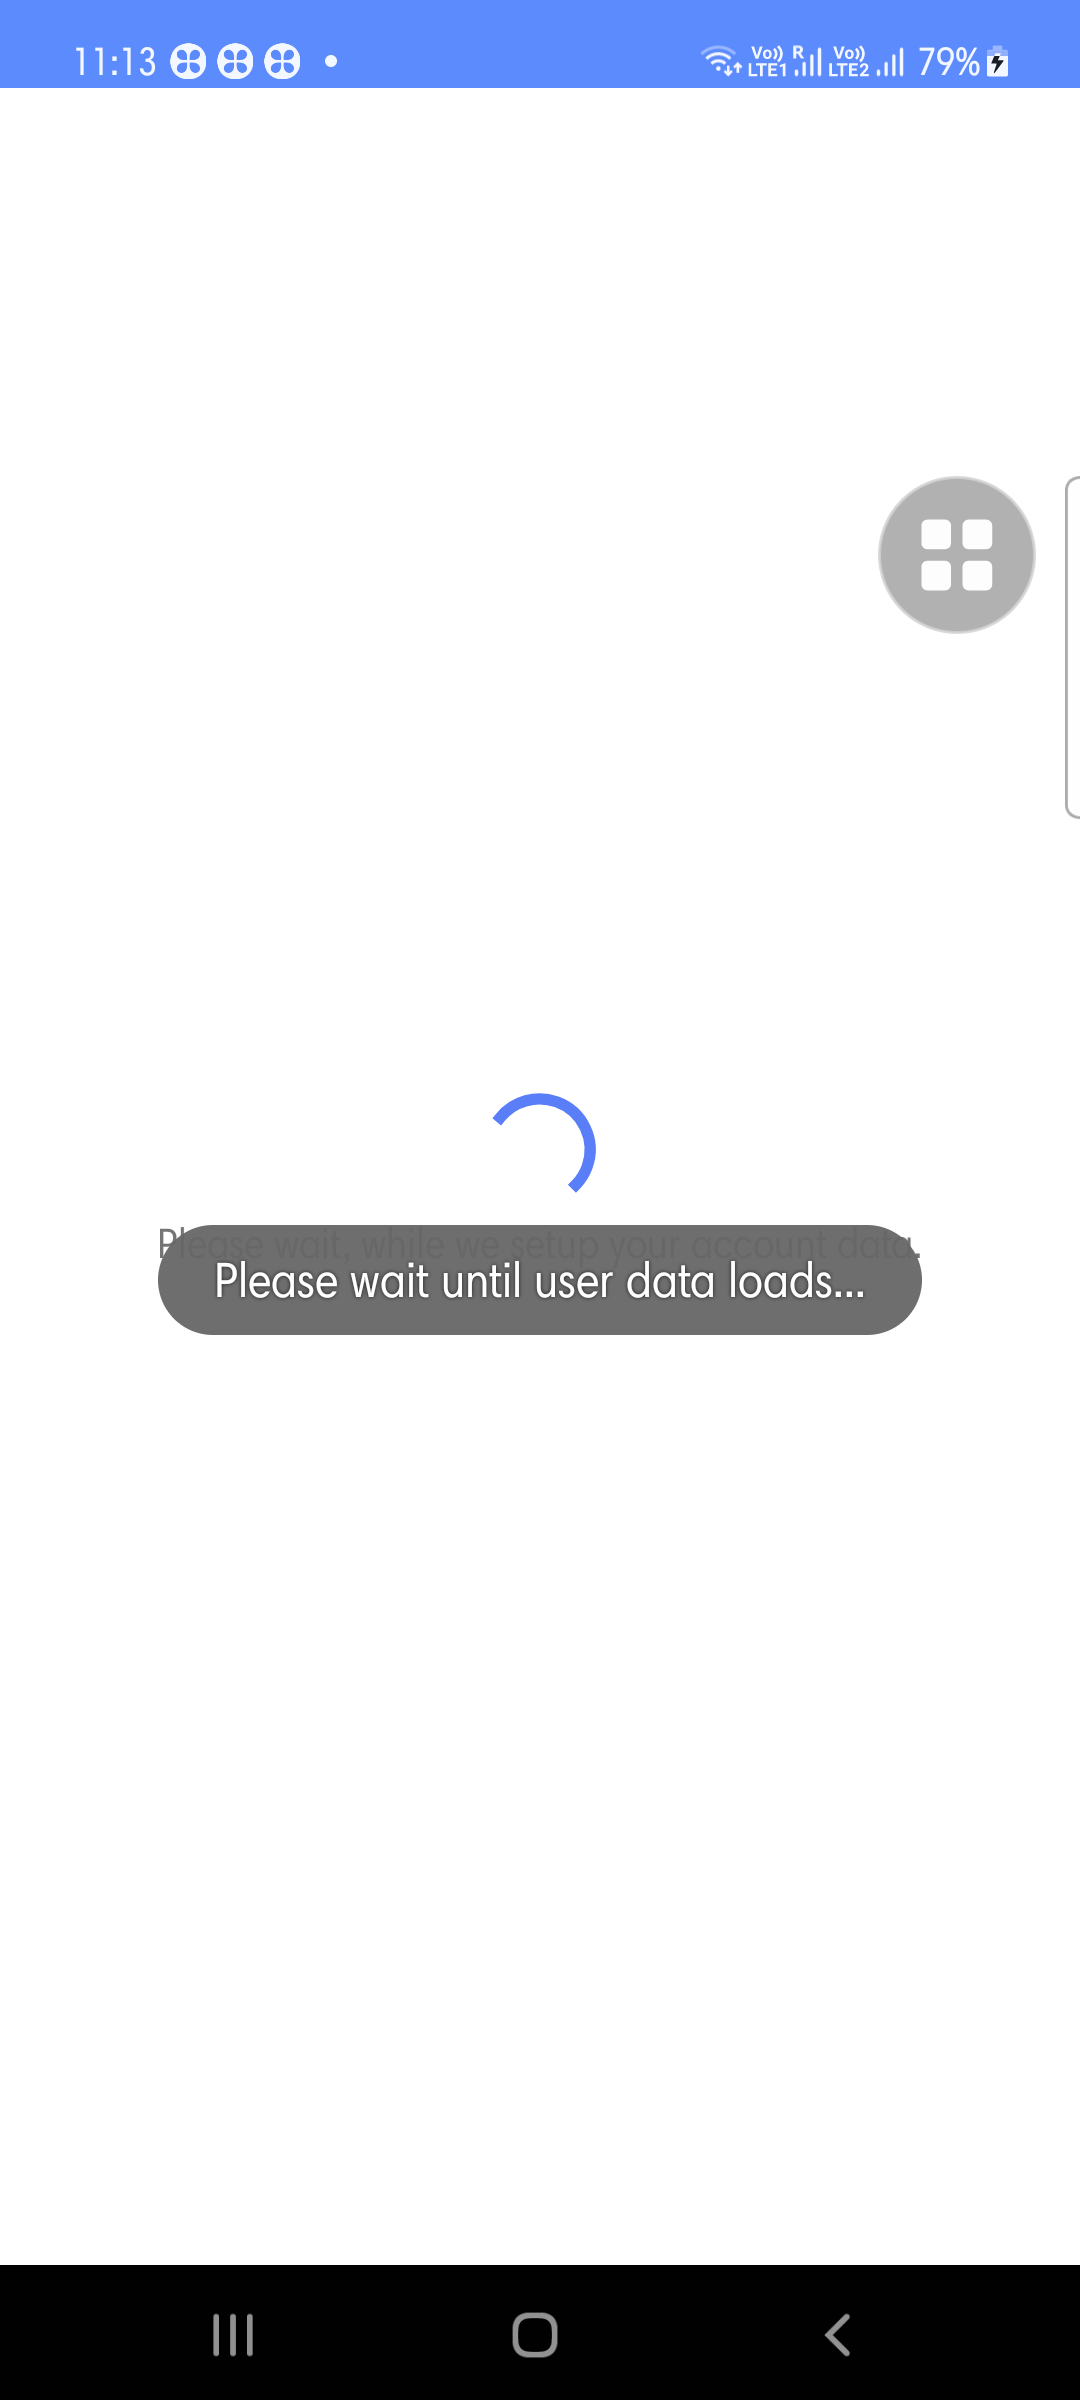 11:13
Vo)) R Vo))
LTE1 LTE2 79%
Please wait, while we setup your account data.
Please wait until user data loads...